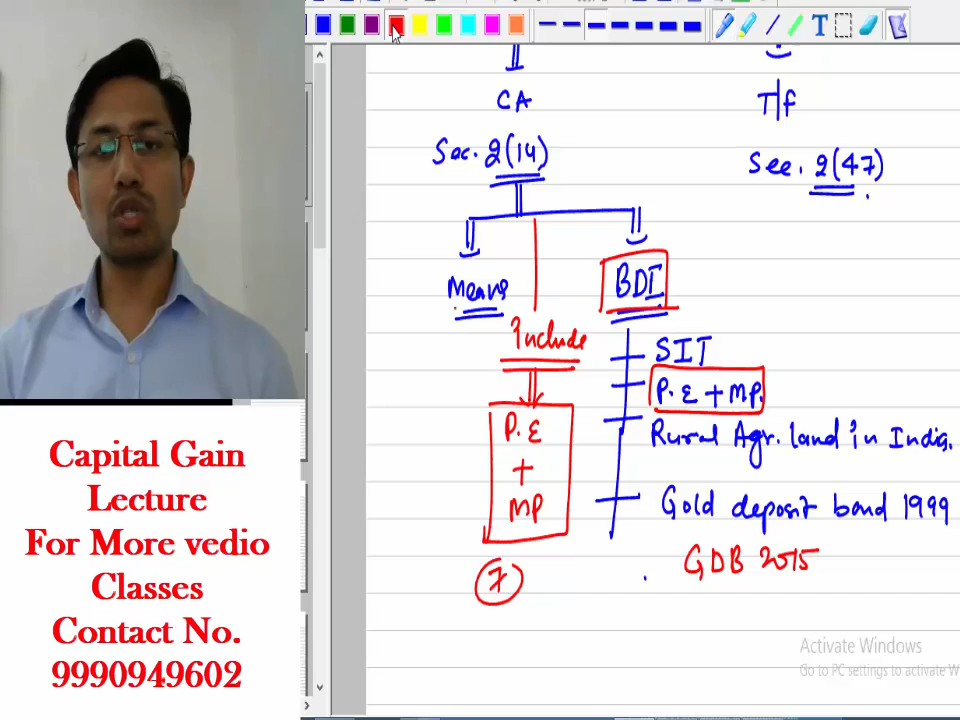 CA
T/f
Sec. 2(14)
See. 2(47)
Means
BDI
Include
SIT
P.E + MP.
P.E
+
MP
Rural Agr. land in India.
Gold deposit bond 1999
GDB 2015
7
T
Capital Gain
Lecture
For More vedio
Classes
Contact No.
9990949602
Activate Windows
Go to PC settings to activate W